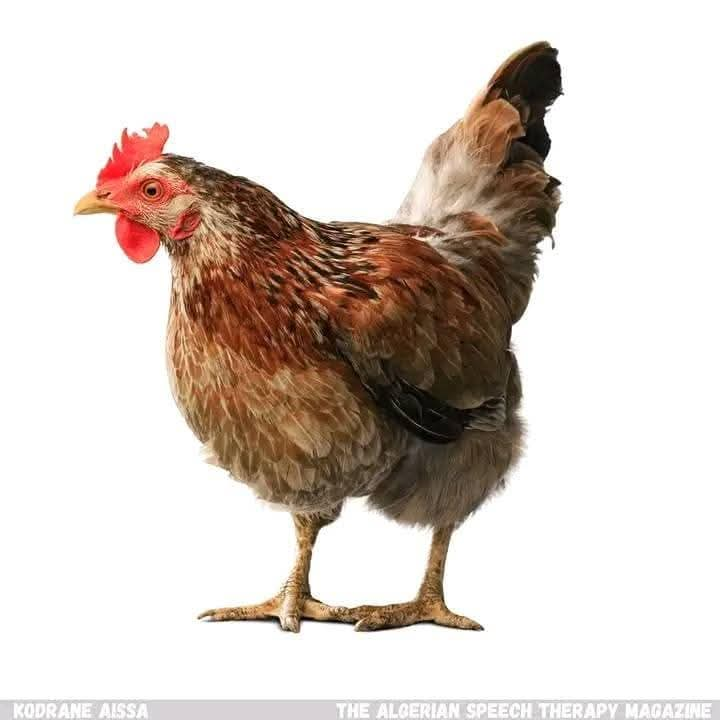 KODRANE AISSA
THE ALGERIAN SPEECH THERAPY MAGAZINE